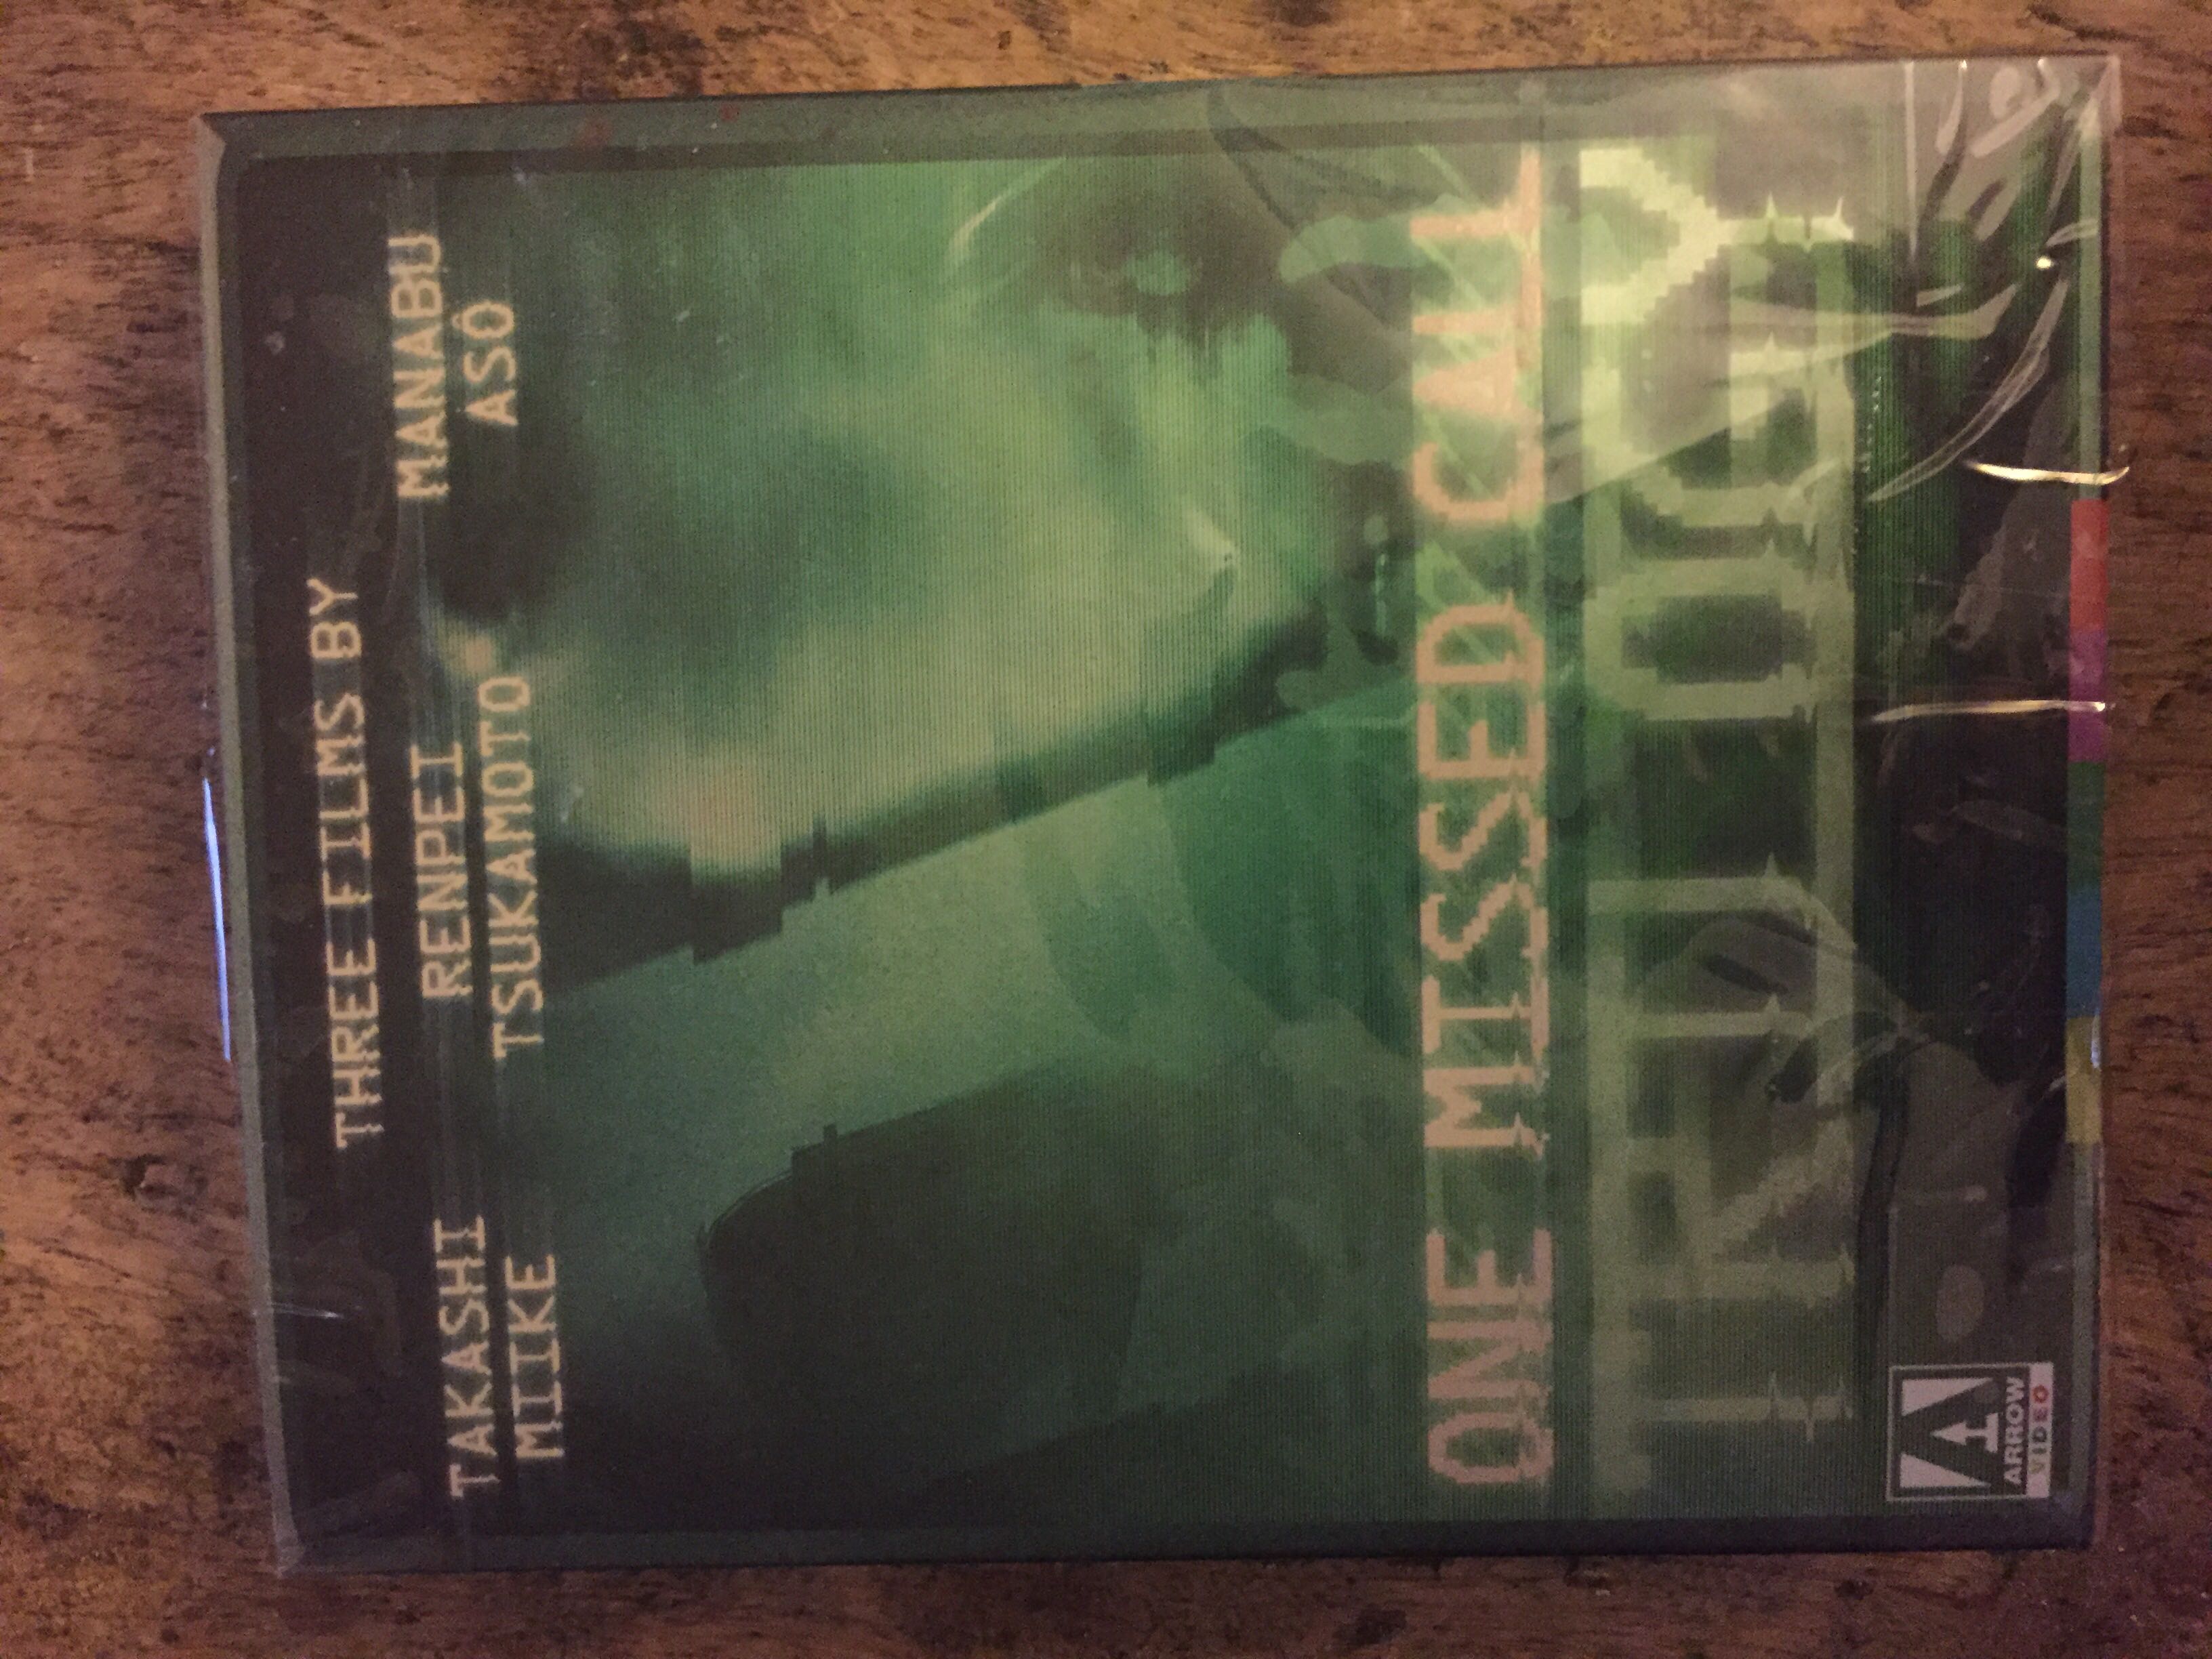 THREE FILMS BY
TAKASHI
MIIKE
RENPEI
TSUKAMOTO
MANABU
ASÔ
ONE MISSED CALL
TRILOGY
ARROW
VIDEO